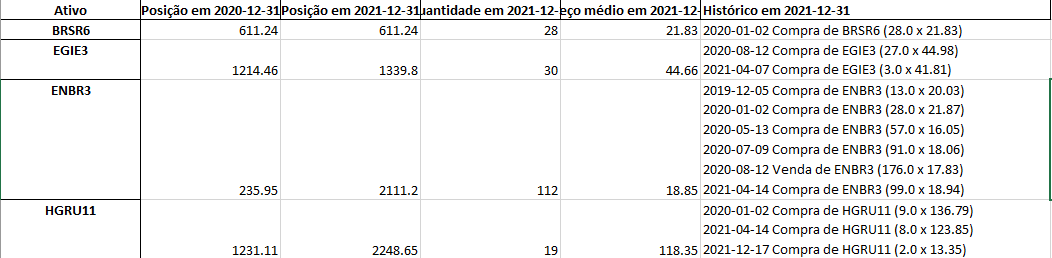 Ativo Posição em 2020-12-31 Posição em 2021-12-31 uantidade em 2021-12- eço médio em 2021-12- Histórico em 2021-12-31
BRSR6 611.24 611.24 28 21.83 2020-01-02 Compra de BRSR6 (28.0 x 21.83)
EGIE3 2020-08-12 Compra de EGIE3 (27.0 x 44.98)
1214.46 1339.8 30 44.66 2021-04-07 Compra de EGIE3 (3.0 x 41.81)
ENBR3 2019-12-05 Compra de ENBR3 (13.0 x 20.03)
2020-01-02 Compra de ENBR3 (28.0 x 21.87)
2020-05-13 Compra de ENBR3 (57.0 x 16.05)
2020-07-09 Compra de ENBR3 (91.0 x 18.06)
2020-08-12 Venda de ENBR3 (176.0 x 17.83)
235.95 2111.2 112 18.85 2021-04-14 Compra de ENBR3 (99.0 x 18.94)
HGRU11 2020-01-02 Compra de HGRU11 (9.0 x 136.79)
2021-04-14 Compra de HGRU11 (8.0 x 123.85)
1231.11 2248.65 19 118.35 2021-12-17 Compra de HGRU11 (2.0 x 13.35)